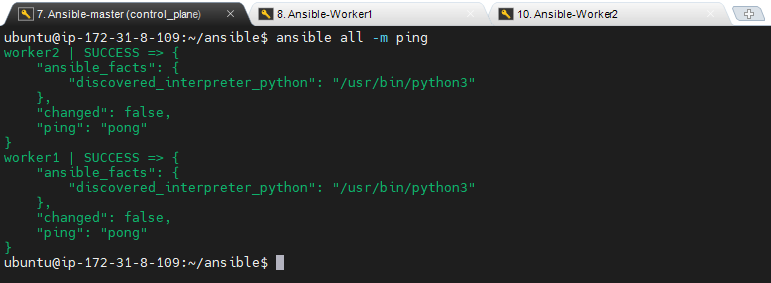 7. Ansible-master (control_plane)
8. Ansible-Worker1
10. Ansible-Worker2
ubuntu@ip-172-31-8-109:~/ansible$ ansible all -m ping
worker2 | SUCCESS => {
    "ansible_facts": {
        "discovered_interpreter_python": "/usr/bin/python3"
    },
    "changed": false,
    "ping": "pong"
}
worker1 | SUCCESS => {
    "ansible_facts": {
        "discovered_interpreter_python": "/usr/bin/python3"
    },
    "changed": false,
    "ping": "pong"
}
ubuntu@ip-172-31-8-109:~/ansible$